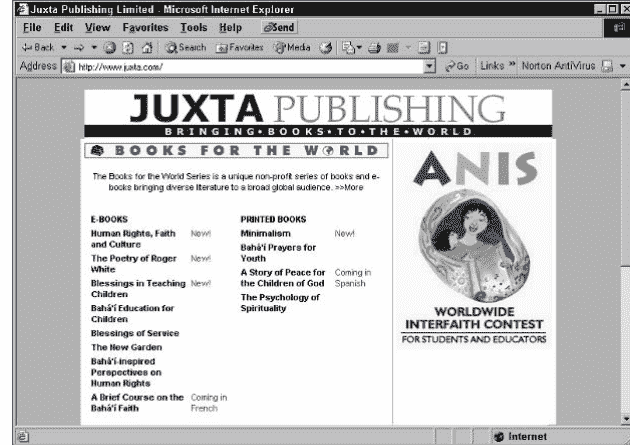 Juxta Publishing Limited - Microsoft Internet Explorer
File Edit View Favorites Tools Help Send
Back Search Favorites Media
Address http://www.juxta.com/ Go Links » Norton AntiVirus
JUXTA PUBLISHING
BRINGING•BOOKS•TO•THE•WORLD
BOOKS FOR THE WORLD
The Books for the World Series is a unique non-profit series of books and e-
books bringing diverse literature to a broad global audience. >>More
E-BOOKS
Human Rights, Faith New!
and Culture
The Poetry of Roger New!
White
Blessings in Teaching New!
Children
Bahá'í Education for
Children
Blessings of Service
The New Garden
Bahá'í-inspired
Perspectives on
Human Rights
A Brief Course on the Coming in
Bahá'í Faith French
PRINTED BOOKS
Minimalism New!
Bahá'í Prayers for
Youth
A Story of Peace for Coming in
the Children of God Spanish
The Psychology of
Spirituality
ANIS
WORLDWIDE
INTERFAITH CONTEST
FOR STUDENTS AND EDUCATORS
Internet